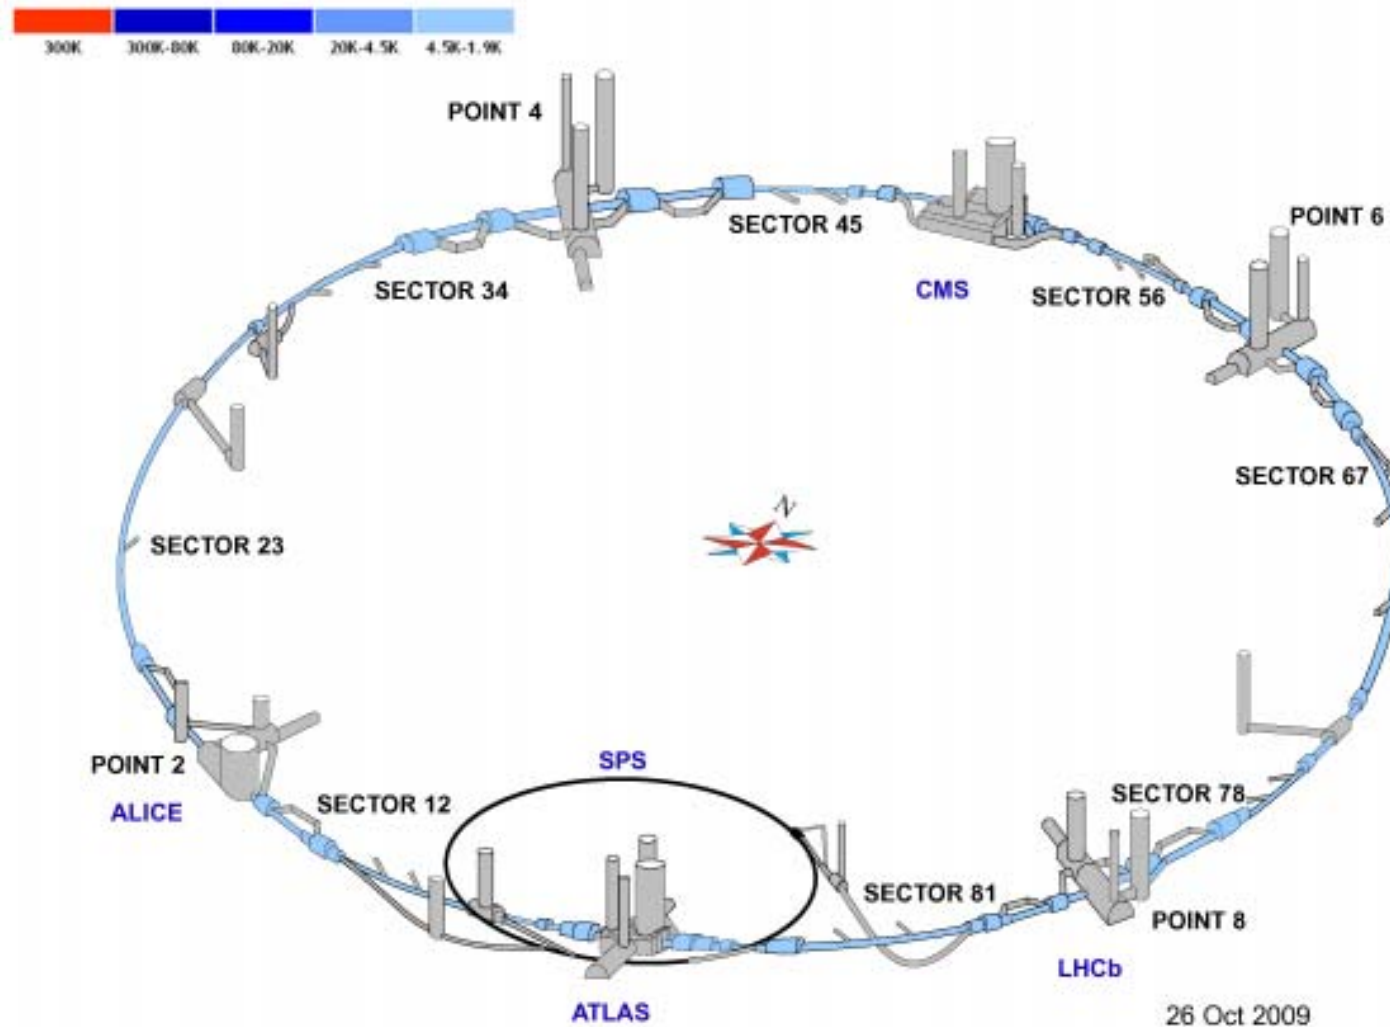 300K 300K-80K 80K-20K 20K-4.5K 4.5K-1.9K
POINT 4
POINT 6
SECTOR 45
SECTOR 34
CMS
SECTOR 56
SECTOR 67
N
SECTOR 23
POINT 2
SPS
ALICE
SECTOR 12
SECTOR 78
SECTOR 81
POINT 8
LHCb
ATLAS
26 Oct 2009